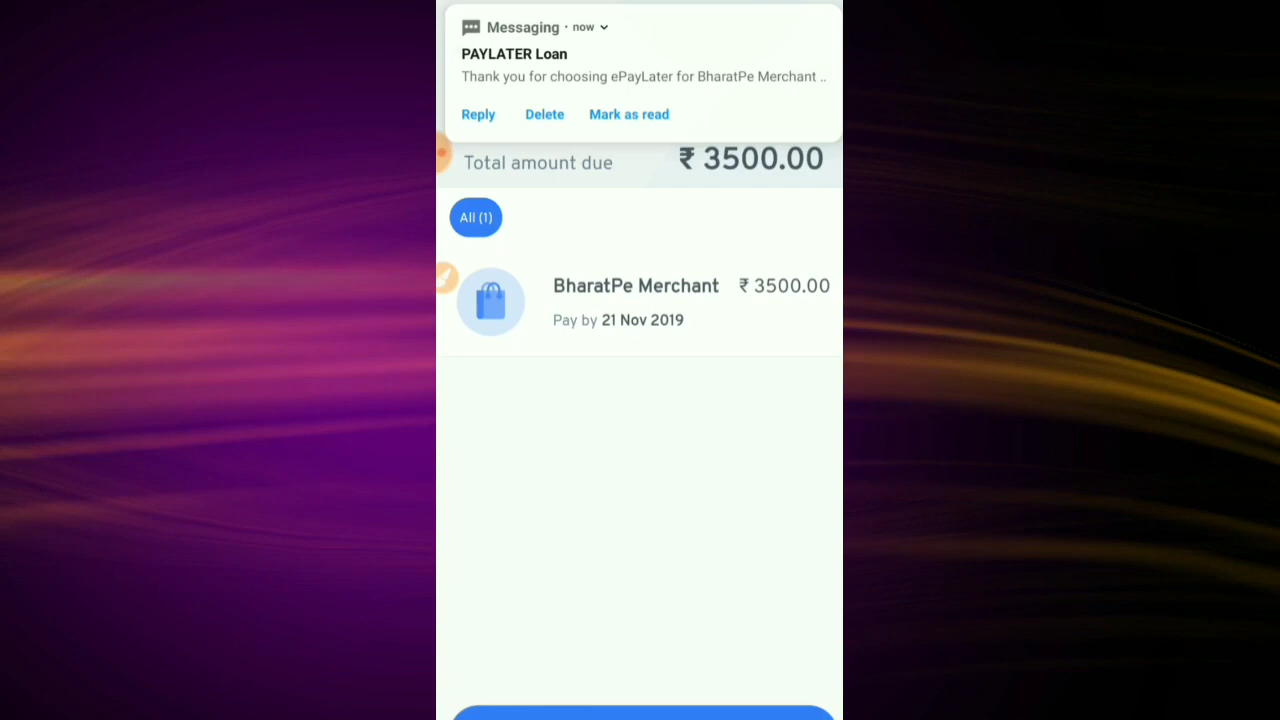 Messaging · now
PAYLATER Loan
Thank you for choosing ePayLater for BharatPe Merchant ..
Reply Delete Mark as read
Total amount due ₹ 3500.00
All (1)
BharatPe Merchant ₹ 3500.00
Pay by 21 Nov 2019